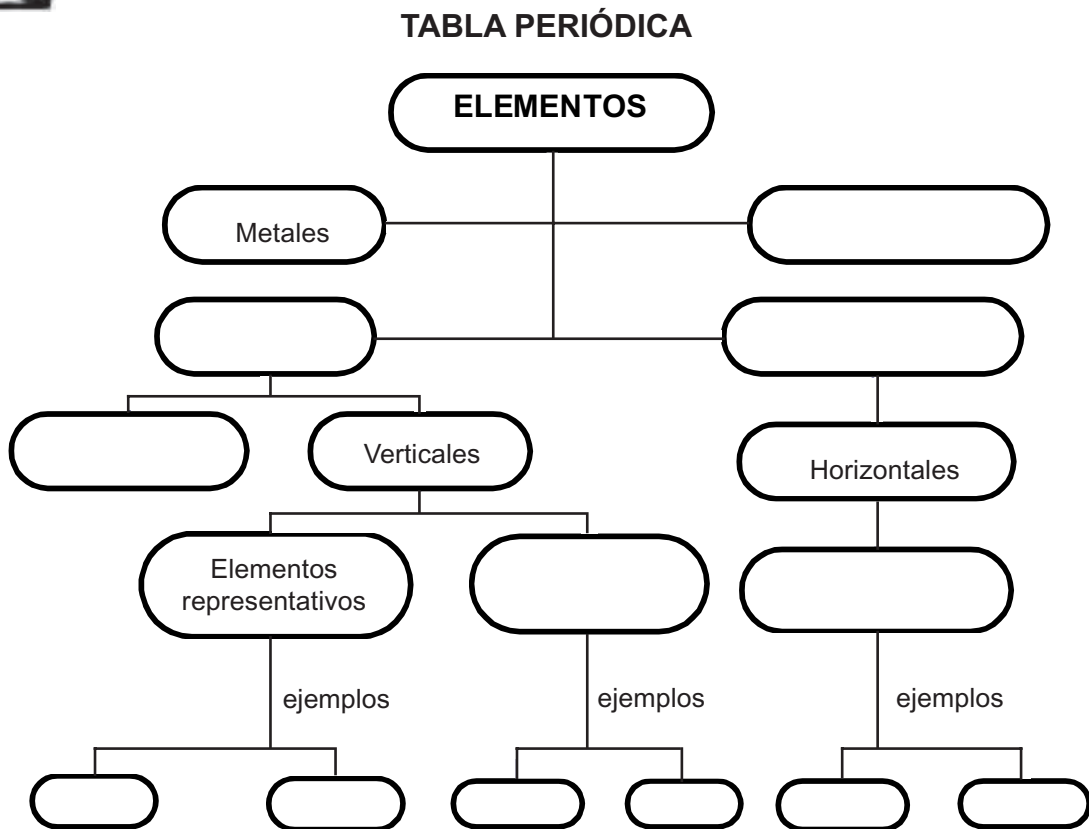 TABLA PERIÓDICA
ELEMENTOS
Metales
Verticales
Horizontales
Elementos
representativos
ejemplos
ejemplos
ejemplos